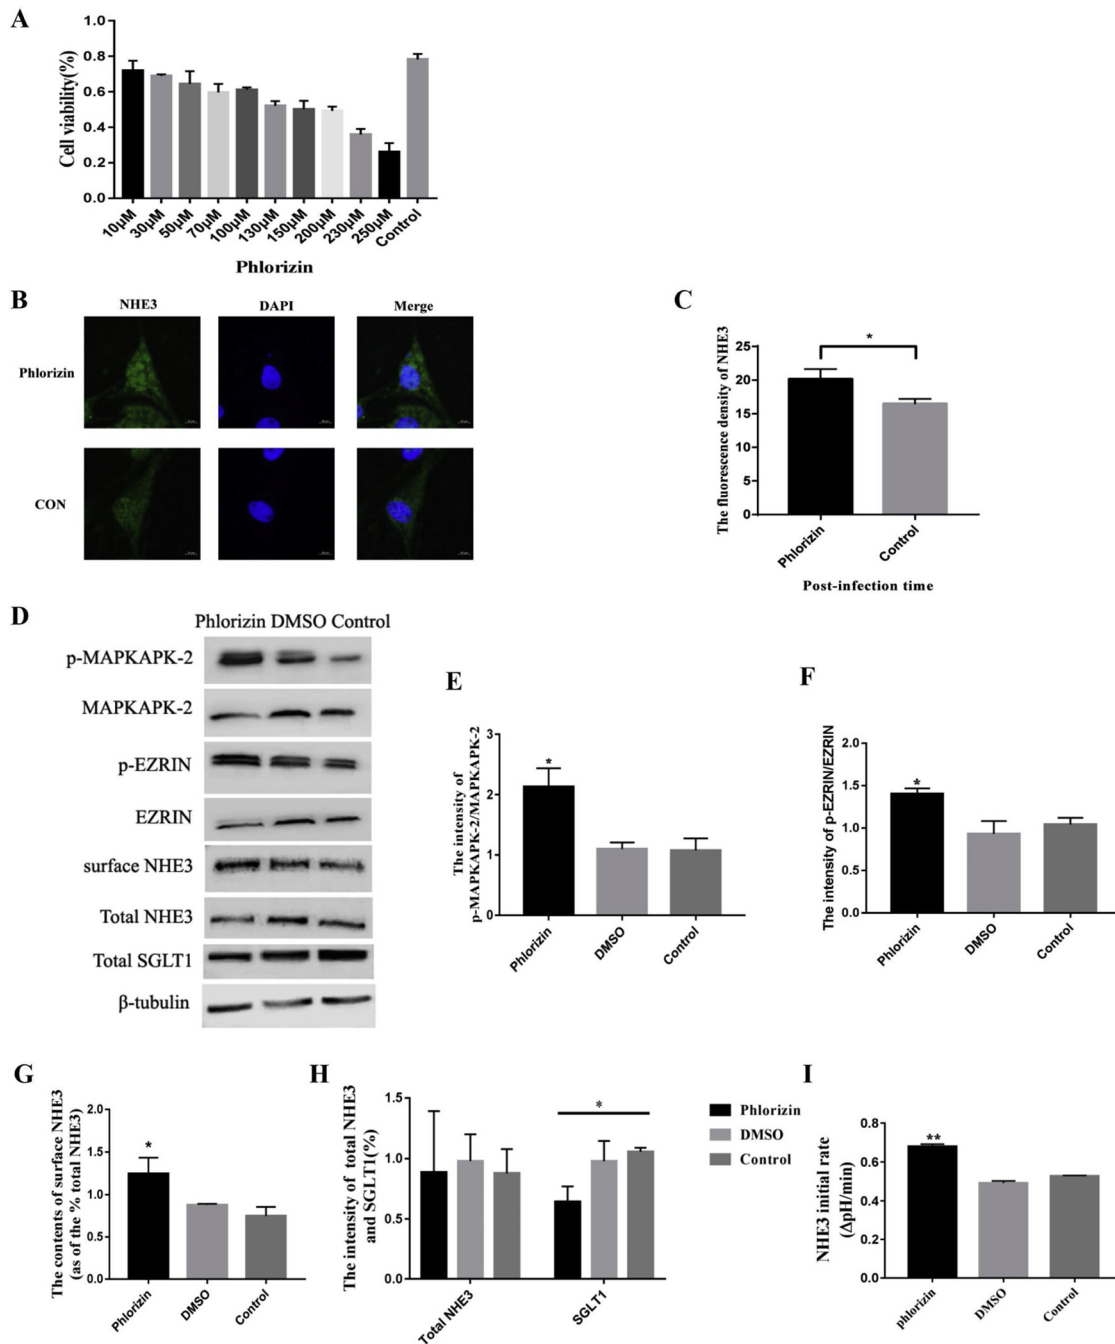 A
1.0
0.8
0.6
0.4
0.2
0.0
Cell viability(%)
10μM
30μM
50μM
70μM
100μM
130μM
150μM
200μM
230μM
250μM
Control
Phlorizin
B
NHE3 DAPI Merge
Phlorizin
CON
C
The fluorescence density of NHE3
25
20
15
10
5
0
*
Phlorizin
Control
Post-infection time
D
Phlorizin DMSO Control
p-MAPKAPK-2
MAPKAPK-2
p-EZRIN
EZRIN
surface NHE3
Total NHE3
Total SGLT1
β-tubulin
E
The intensity of
p-MAPKAPK-2/MAPKAPK-2
3
2
1
0
*
Phlorizin
DMSO
Control
F
The intensity of p-EZRIN/EZRIN
2.0
1.5
1.0
0.5
0.0
*
Phlorizin
DMSO
Control
G
The contents of surface NHE3
(as of the % total NHE3)
2.0
1.5
1.0
0.5
0.0
*
Phlorizin
DMSO
Control
H
The intensity of total NHE3
and SGLT1(%)
1.5
1.0
0.5
0.0
*
Total NHE3
SGLT1
Phlorizin
DMSO
Control
I
NHE3 initial rate
(ΔpH/min)
0.8
0.6
0.4
0.2
0.0
**
phlorizin
DMSO
Control